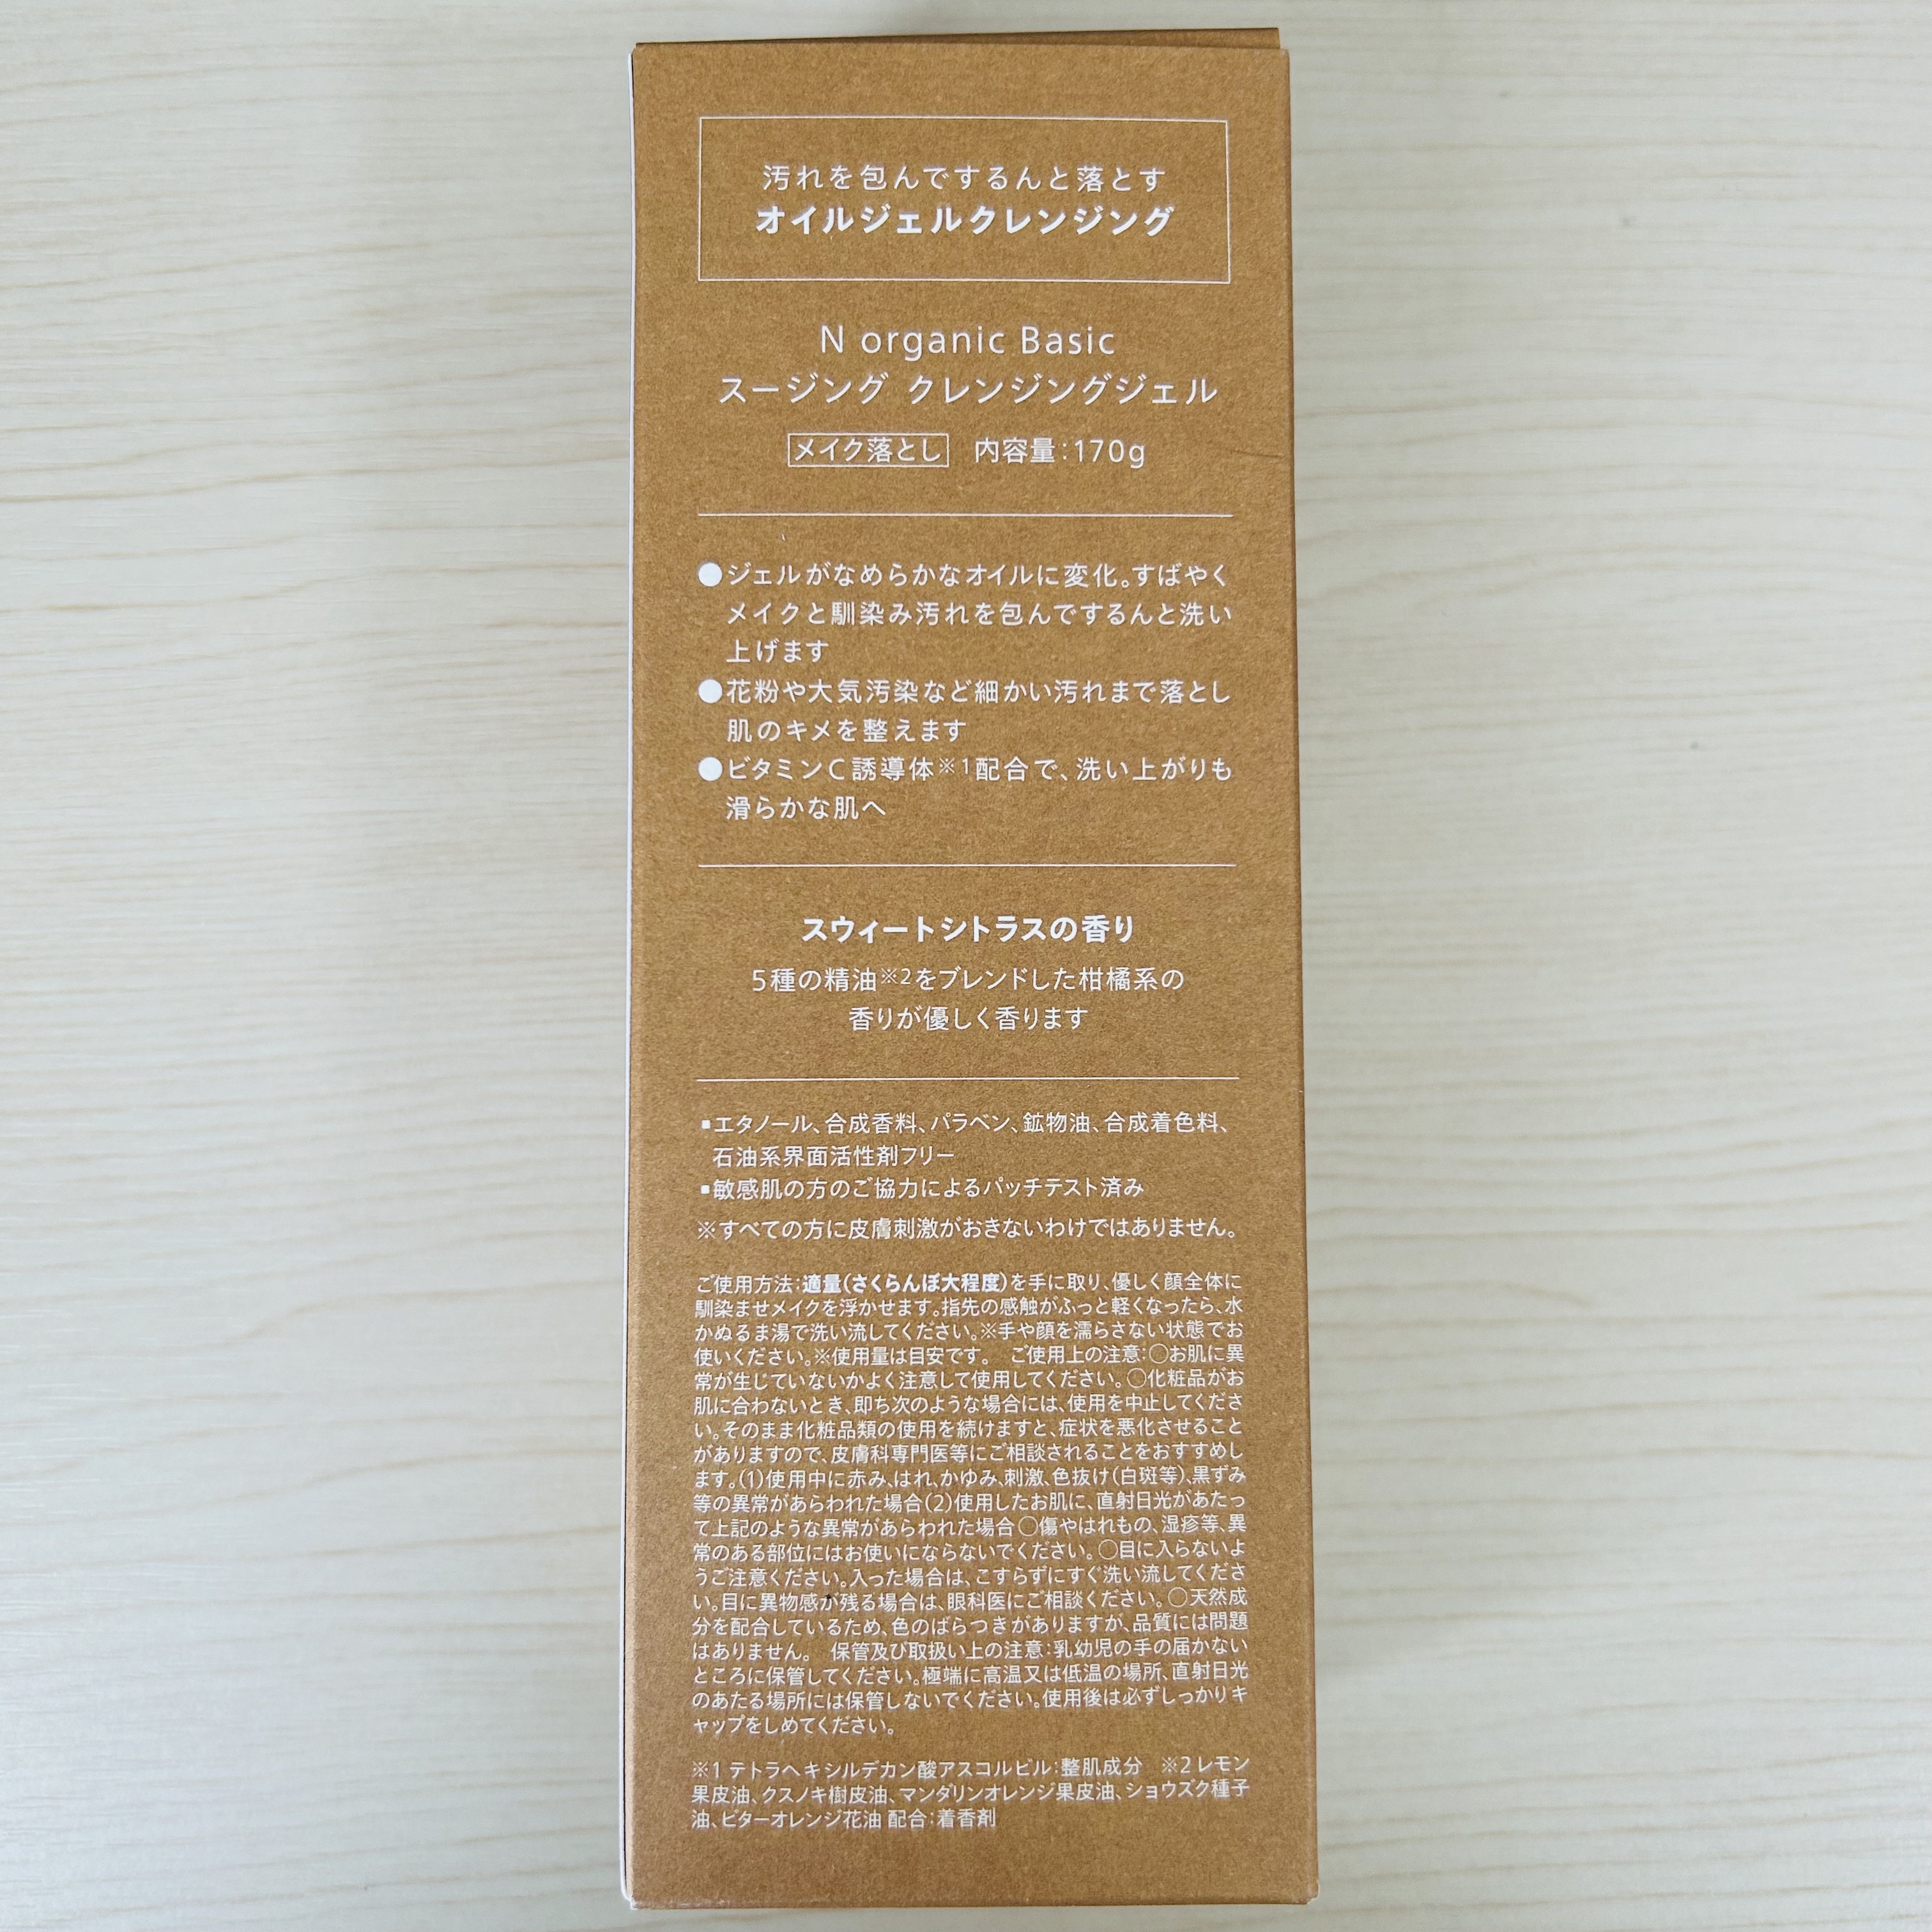 汚れを包んでするんと落とす
オイルジェルクレンジング
N organic Basic
スージング クレンジングジェル
メイク落とし 内容量:170g
●ジェルがなめらかなオイルに変化。すばやく
メイクと馴染み汚れを包んでするんと洗い
上げます
●花粉や大気汚染など細かい汚れまで落とし
肌のキメを整えます
●ビタミンC誘導体※1配合で、洗い上がりも
滑らかな肌へ
スウィートシトラスの香り
5種の精油※2をブレンドした柑橘系の
香りが優しく香ります
▪エタノール、合成香料、パラベン、鉱物油、合成着色料、
石油系界面活性剤フリー
▪敏感肌の方のご協力によるパッチテスト済み
※すべての方に皮膚刺激がおきないわけではありません。
ご使用方法:適量(さくらんぼ大程度)を手に取り、優しく顔全体に
馴染ませメイクを浮かせます。指先の感触がふっと軽くなったら、水
かぬるま湯で洗い流してください。※手や顔を濡らさない状態でお
使いください。※使用量は目安です。 ご使用上の注意:○お肌に異
常が生じていないかよく注意して使用してください。○化粧品がお
肌に合わないとき、即ち次のような場合には、使用を中止してくださ
い。そのまま化粧品類の使用を続けますと、症状を悪化させること
がありますので、皮膚科専門医等にご相談されることをおすすめし
ます。(1)使用中に赤み、はれ、かゆみ、刺激、色抜け(白斑等)、黒ずみ
等の異常があらわれた場合(2)使用したお肌に、直射日光があたっ
て上記のような異常があらわれた場合○傷やはれもの、湿疹等、異
常のある部位にはお使いにならないでください。○目に入らないよ
うご注意ください。入った場合は、こすらずにすぐ洗い流してくださ
い。目に異物感が残る場合は、眼科医にご相談ください。○天然成
分を配合しているため、色のばらつきがありますが、品質には問題
はありません。 保管及び取扱い上の注意:乳幼児の手の届かない
ところに保管してください。極端に高温又は低温の場所、直射日光
のあたる場所には保管しないでください。使用後は必ずしっかりキ
ャップをしめてください。
※1 テトラヘキシルデカン酸アスコルビル:整肌成分 ※2 レモン
果皮油、クスノキ樹皮油、マンダリンオレンジ果皮油、ショウズク種子
油、ビターオレンジ花油 配合:着香剤